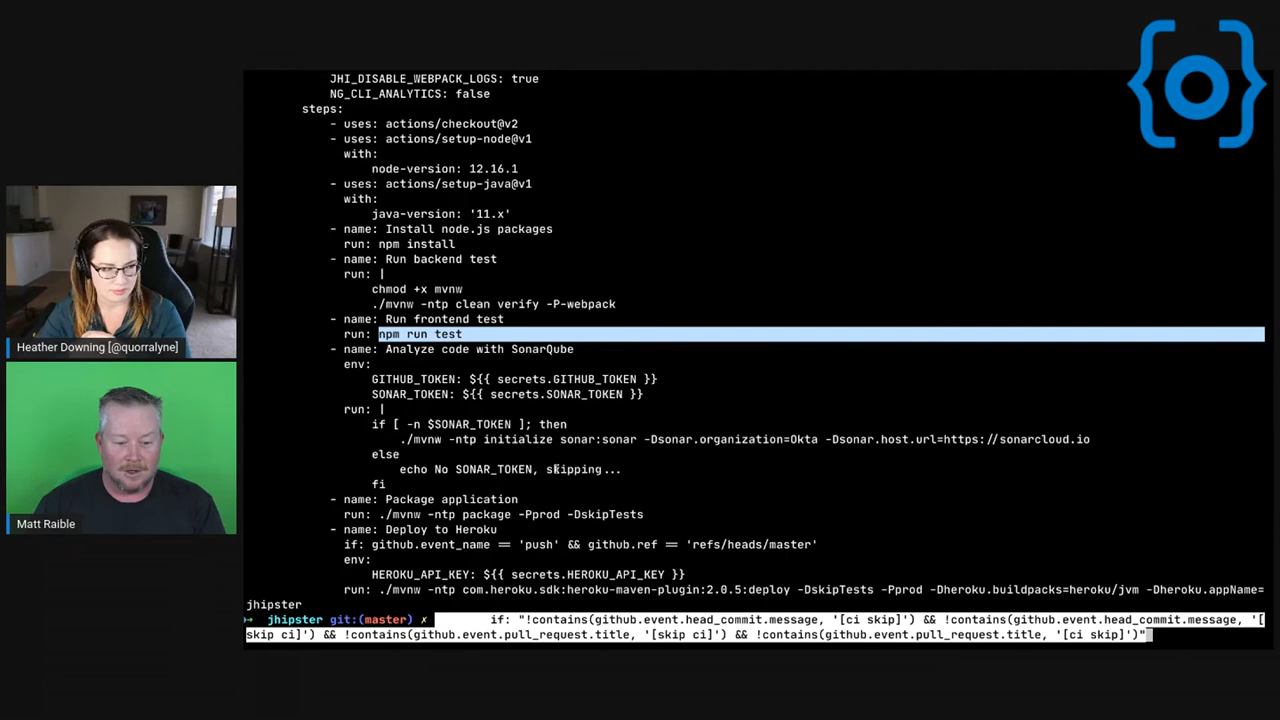 JHI_DISABLE_WEBPACK_LOGS: true
NG_CLI_ANALYTICS: false
steps:
- uses: actions/checkout@v2
- uses: actions/setup-node@v1
with:
node-version: 12.16.1
- uses: actions/setup-java@v1
with:
java-version: '11.x'
- name: Install node.js packages
run: npm install
- name: Run backend test
run: |
chmod +x mvnw
./mvnw -ntp clean verify -P-webpack
- name: Run frontend test
run: npm run test
- name: Analyze code with SonarQube
env:
GITHUB_TOKEN: ${{ secrets.GITHUB_TOKEN }}
SONAR_TOKEN: ${{ secrets.SONAR_TOKEN }}
run: |
if [ -n $SONAR_TOKEN ]; then
./mvnw -ntp initialize sonar:sonar -Dsonar.organization=Okta -Dsonar.host.url=https://sonarcloud.io
else
echo No SONAR_TOKEN, skipping...
fi
- name: Package application
run: ./mvnw -ntp package -Pprod -DskipTests
- name: Deploy to Heroku
if: github.event_name == 'push' && github.ref == 'refs/heads/master'
env:
HEROKU_API_KEY: ${{ secrets.HEROKU_API_KEY }}
run: ./mvnw -ntp com.heroku.sdk:heroku-maven-plugin:2.0.5:deploy -DskipTests -Pprod -Dheroku.buildpacks=heroku/jvm -Dheroku.appName=
jhipster
→ jhipster git:(master) ✗ if: "!contains(github.event.head_commit.message, '[ci skip]') && !contains(github.event.head_commit.message, '[
skip ci]') && !contains(github.event.pull_request.title, '[skip ci]') && !contains(github.event.pull_request.title, '[ci skip]')"
Heather Downing [@quorralyne]
Matt Raible